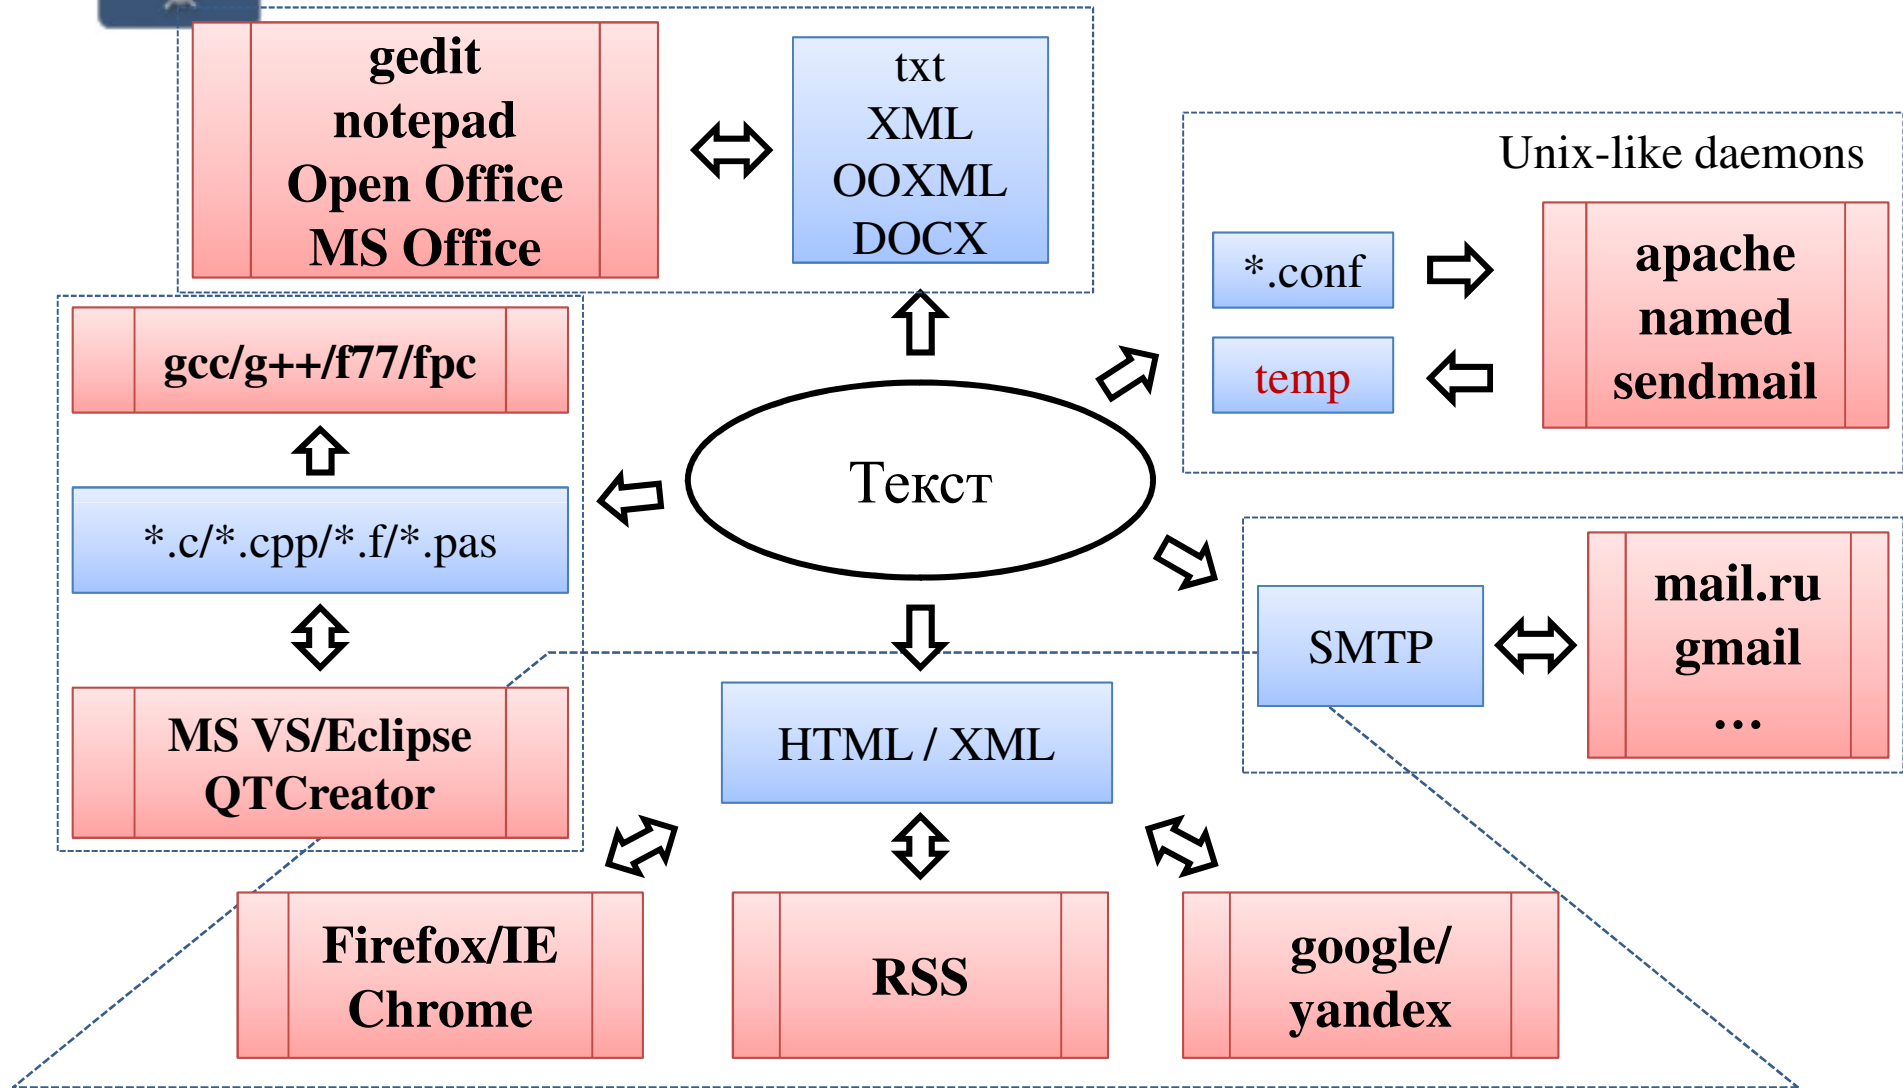 gedit
notepad
Open Office
MS Office
txt
XML
OOXML
DOCX
Unix-like daemons
*.conf
temp
apache
named
sendmail
gcc/g++/f77/fpc
*.c/*.cpp/*.f/*.pas
MS VS/Eclipse
QTCreator
Текст
SMTP
mail.ru
gmail
...
HTML / XML
Firefox/IE
Chrome
RSS
google/
yandex